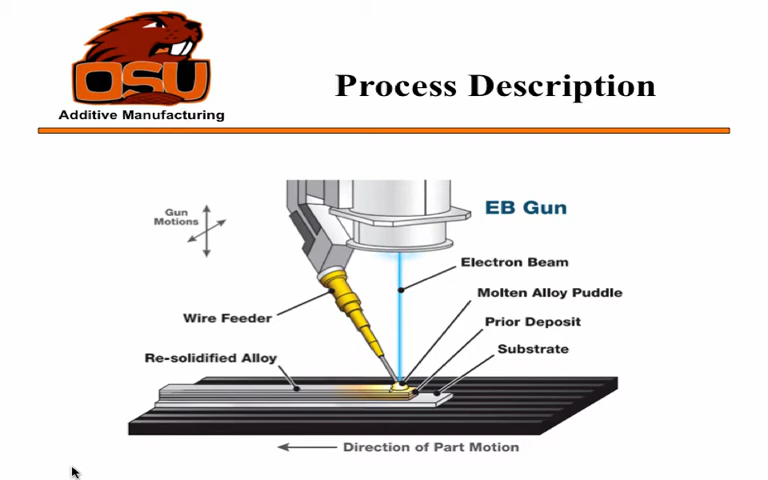 OSU
Additive Manufacturing
Process Description
Gun
Motions
EB Gun
Electron Beam
Molten Alloy Puddle
Prior Deposit
Wire Feeder
Substrate
Re-solidified Alloy
Direction of Part Motion